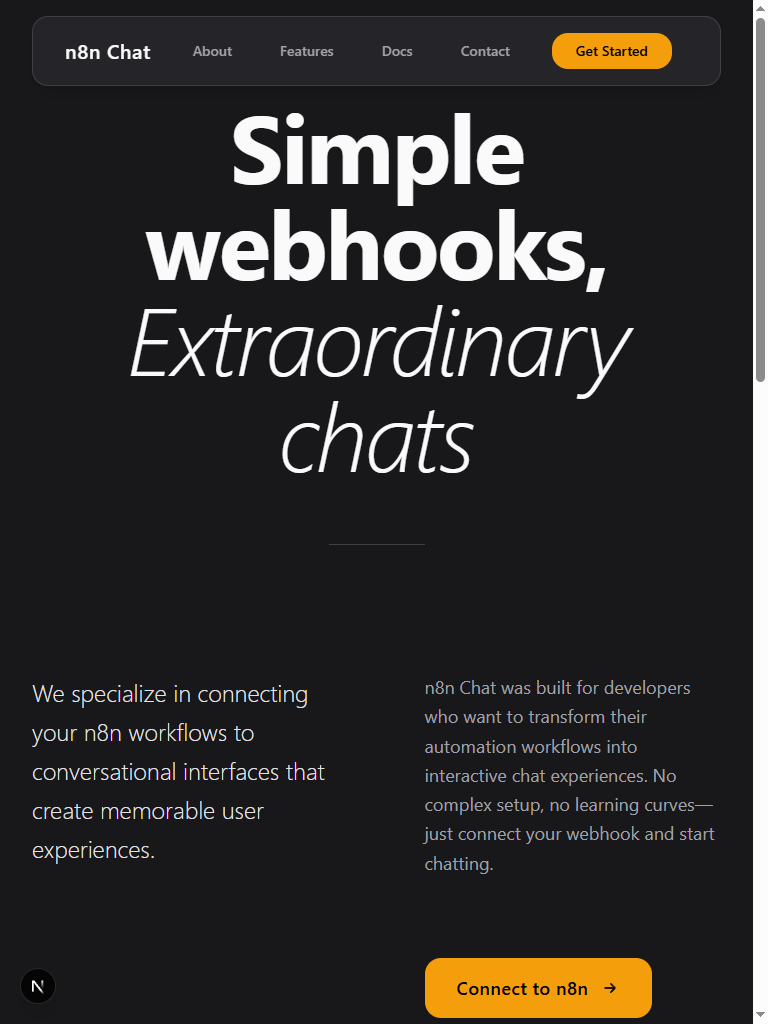 n8n Chat
About
Features
Docs
Contact
Get Started
Simple
webhooks,
Extraordinary
chats
We specialize in connecting
your n8n workflows to
conversational interfaces that
create memorable user
experiences.
n8n Chat was built for developers
who want to transform their
automation workflows into
interactive chat experiences. No
complex setup, no learning curves—
just connect your webhook and start
chatting.
Connect to n8n →
N